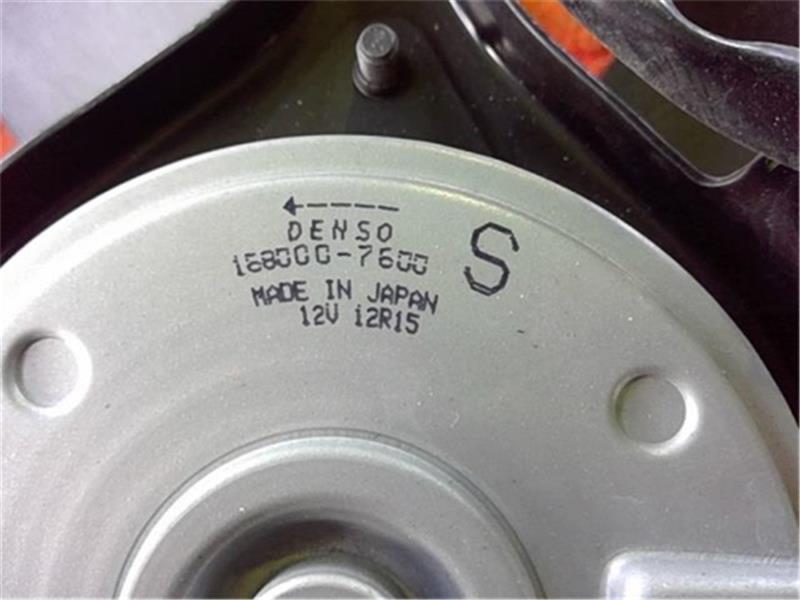 DENSO
168000-7600
S
MADE IN JAPAN
12V 12R15